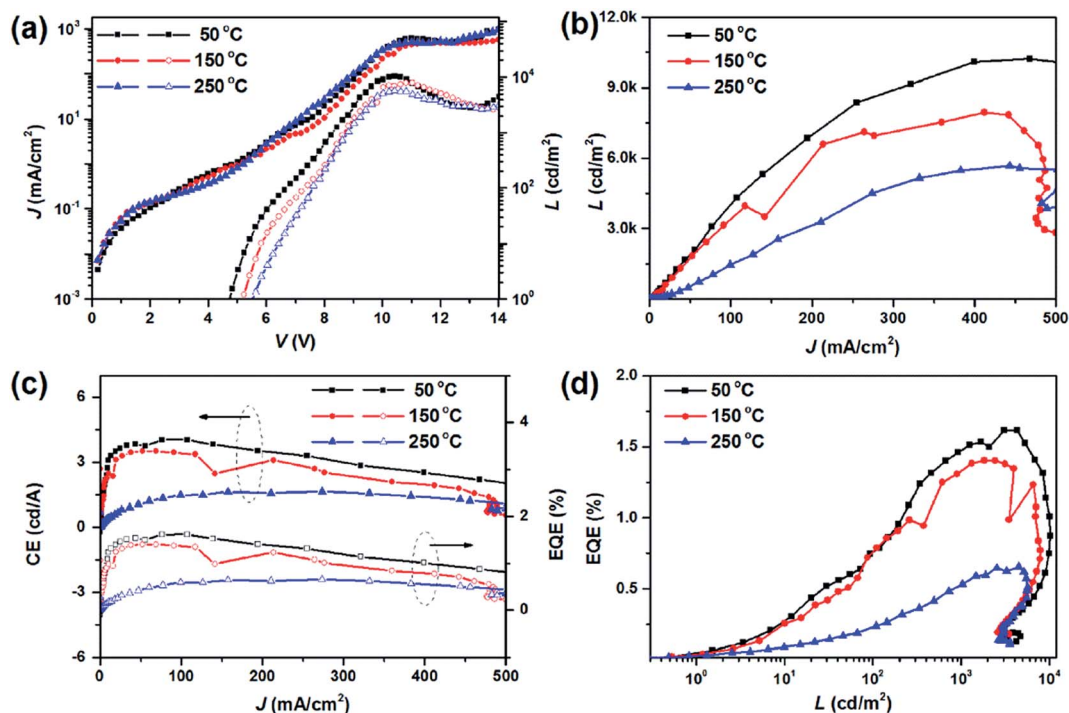 (a)
50 °C
150 °C
250 °C
J (mA/cm²)
10³
10¹
10⁻¹
10⁻³
L (cd/m²)
10⁴
10²
10⁰
0 2 4 6 8 10 12 14
V (V)
(b)
50 °C
150 °C
250 °C
L (cd/m²)
12.0k
9.0k
6.0k
3.0k
0 100 200 300 400 500
J (mA/cm²)
(c)
50 °C
150 °C
250 °C
CE (cd/A)
6
3
0
-3
-6
EQE (%)
4
2
0
0 100 200 300 400 500
J (mA/cm²)
(d)
50 °C
150 °C
250 °C
EQE (%)
2.0
1.5
1.0
0.5
10⁰ 10¹ 10² 10³ 10⁴
L (cd/m²)